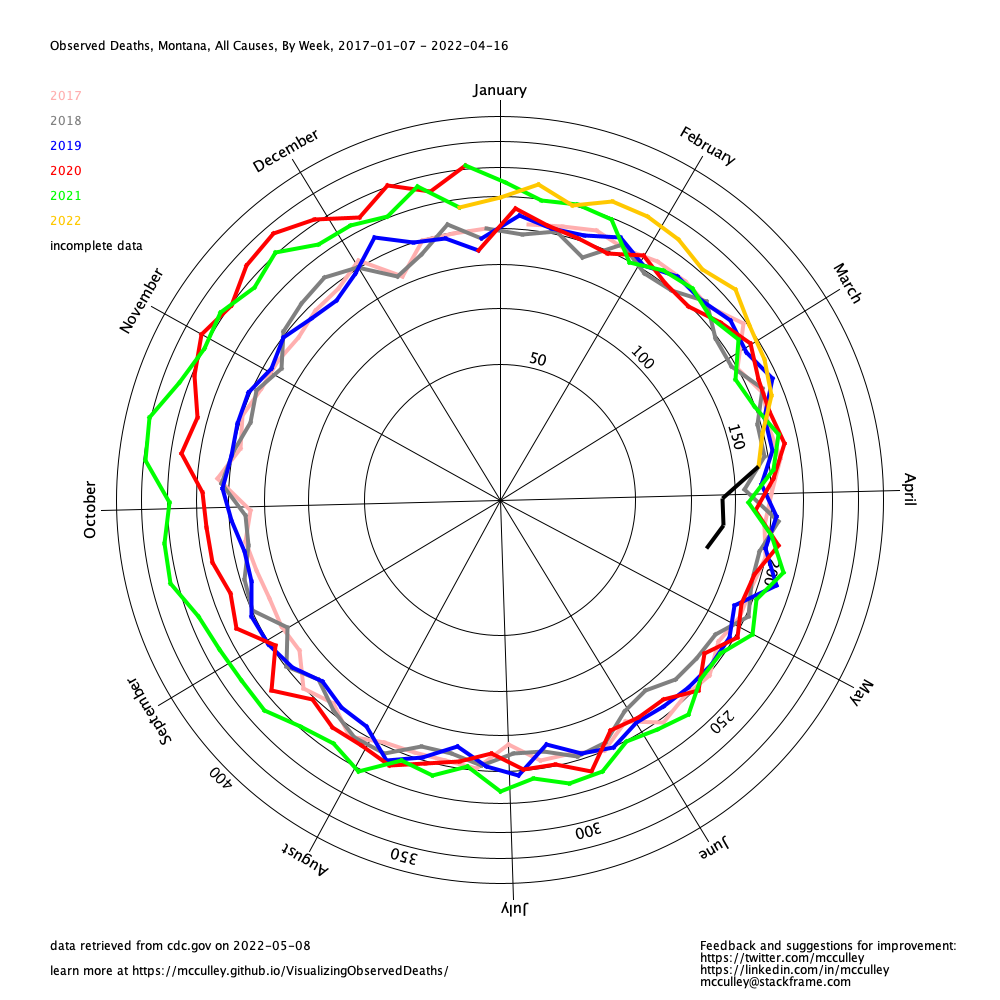 Observed Deaths, Montana, All Causes, By Week, 2017-01-07 - 2022-04-16
January
2017
2018
2019
2020
2021
2022
incomplete data
December
February
November
March
50
100
150
October
April
200
September
May
250
400
300
350
August
June
July
data retrieved from cdc.gov on 2022-05-08
learn more at https://mcculley.github.io/VisualizingObservedDeaths/
Feedback and suggestions for improvement:
https://twitter.com/mcculley
https://linkedin.com/in/mcculley
mcculley@stackframe.com